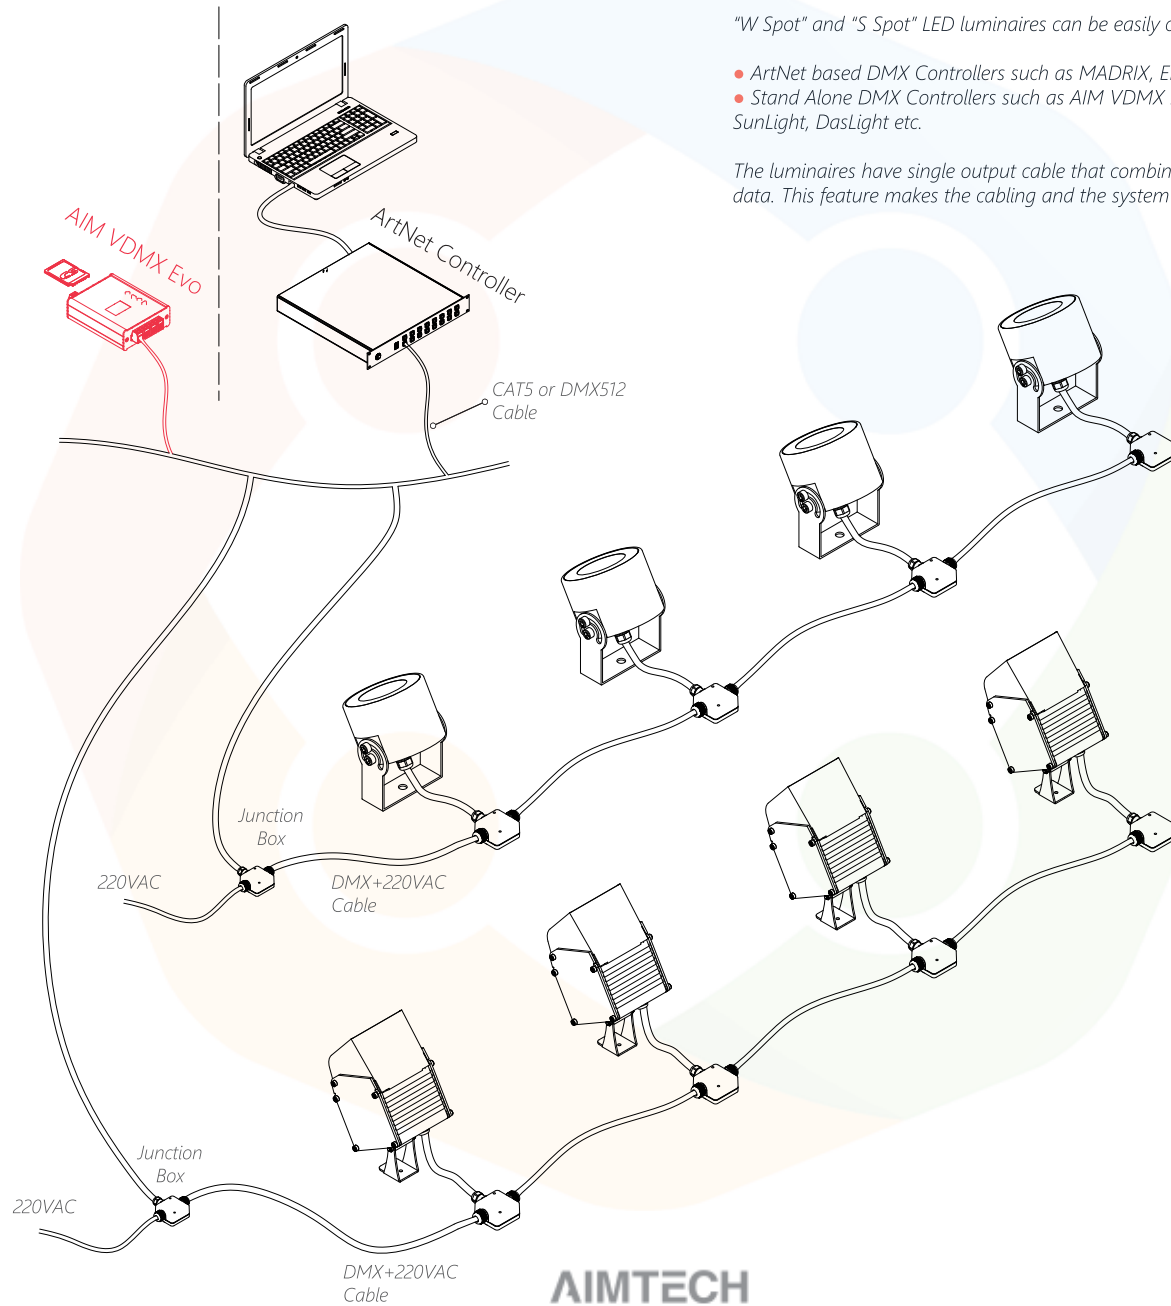 "W Spot" and "S Spot" LED luminaires can be easily
● ArtNet based DMX Controllers such as MADRIX,
● Stand Alone DMX Controllers such as AIM VDMX
SunLight, DasLight etc.
The luminaires have single output cable that
data. This feature makes the cabling and the system
AIM VDMX Evo
ArtNet Controller
CAT5 or DMX512
Cable
Junction
Box
220VAC
DMX+220VAC
Cable
Junction
Box
220VAC
DMX+220VAC
Cable
AIMTECH